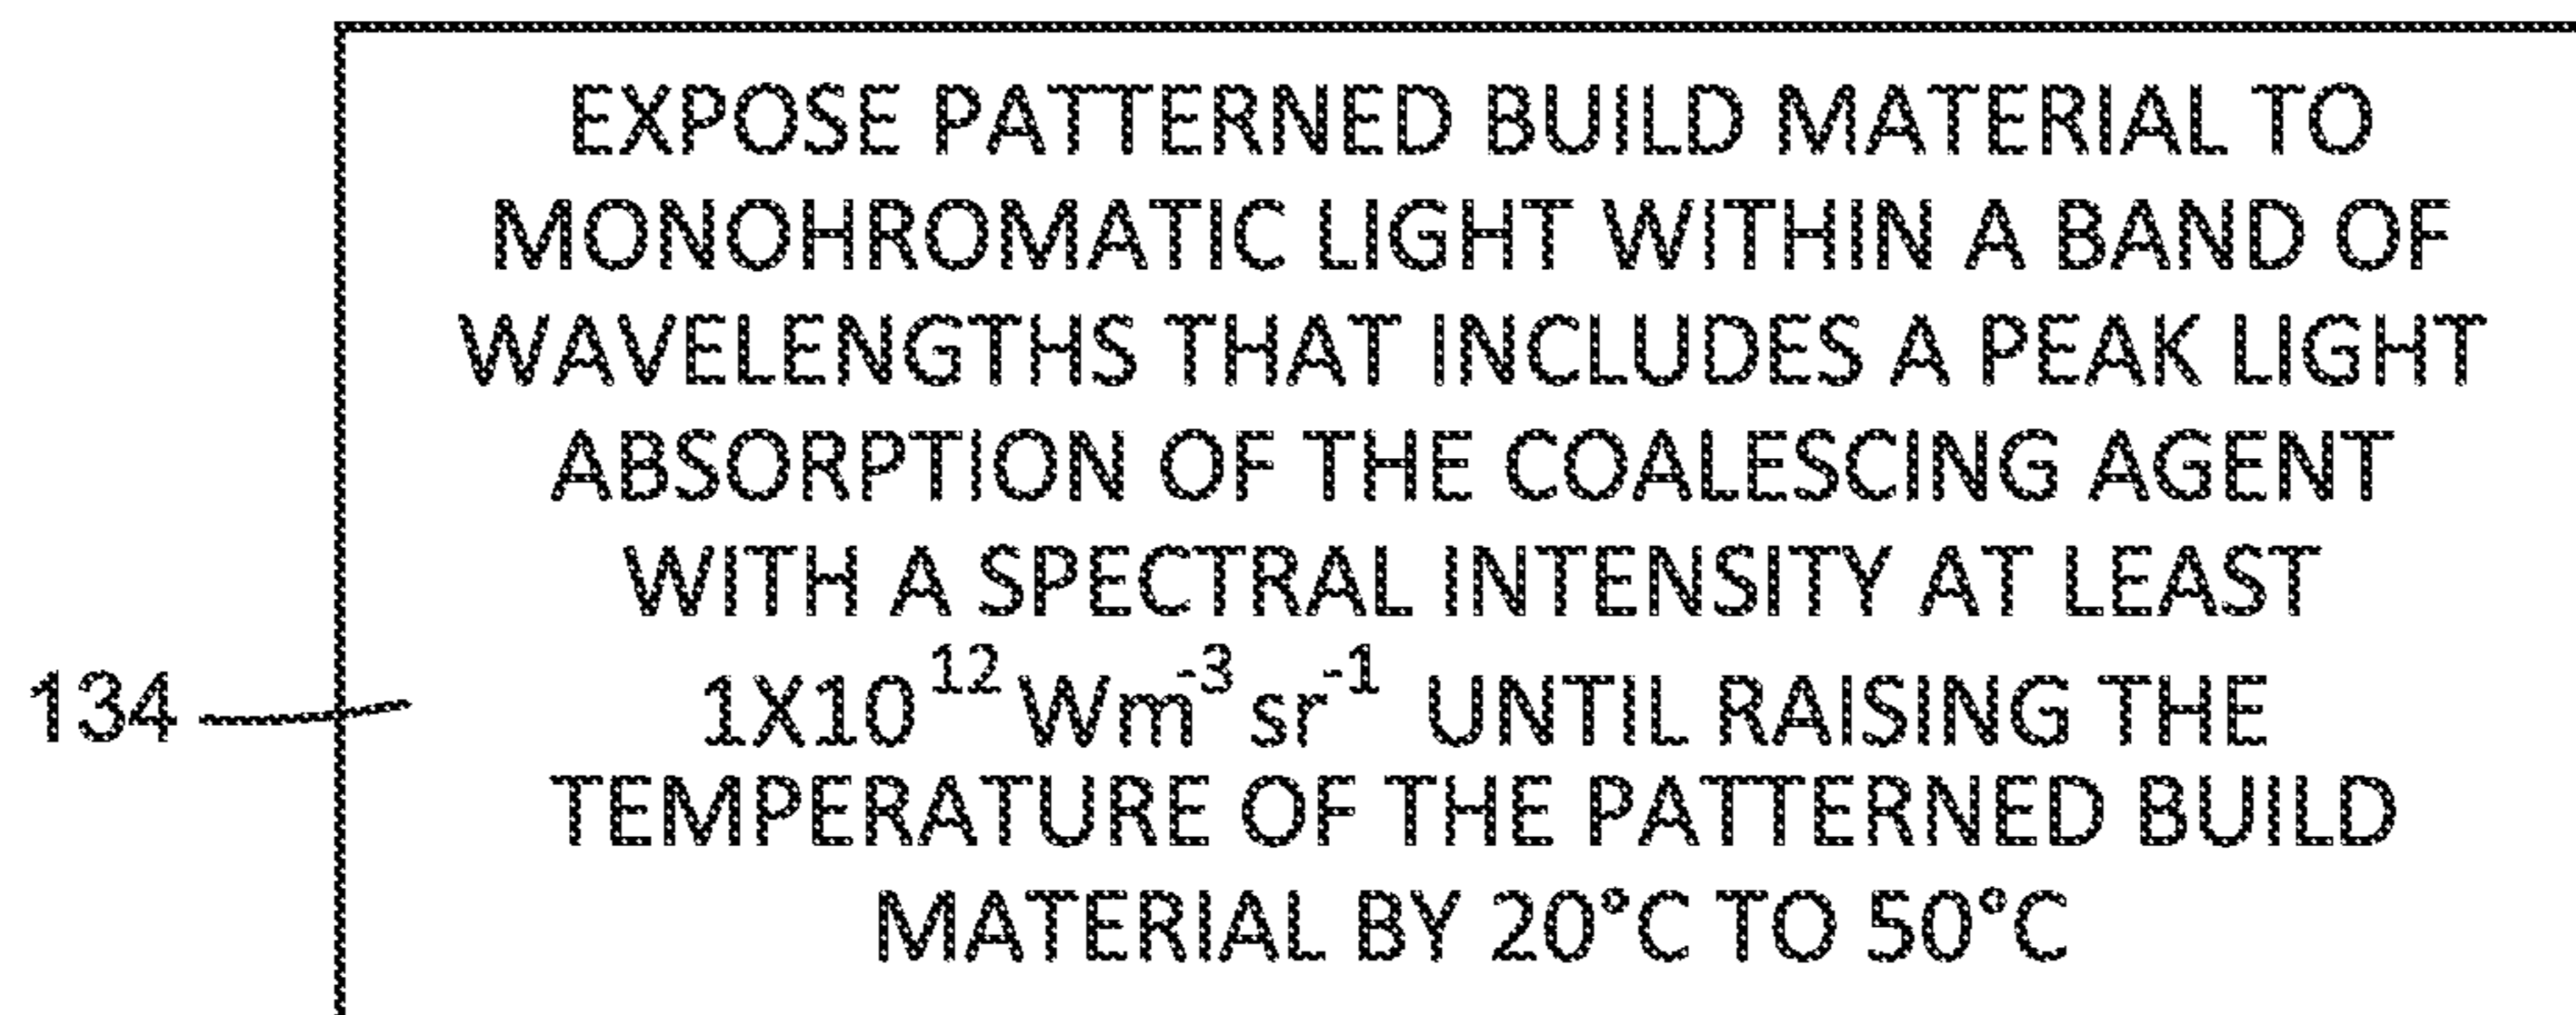 EXPOSE PATTERNED BUILD MATERIAL TO
MONOHROMATIC LIGHT WITHIN A BAND OF
WAVELENGTHS THAT INCLUDES A PEAK LIGHT
ABSORPTION OF THE COALESCING AGENT
WITH A SPECTRAL INTENSITY AT LEAST
134 1X10¹² Wm⁻³ sr⁻¹ UNTIL RAISING THE
TEMPERATURE OF THE PATTERNED BUILD
MATERIAL BY 20°C TO 50°C